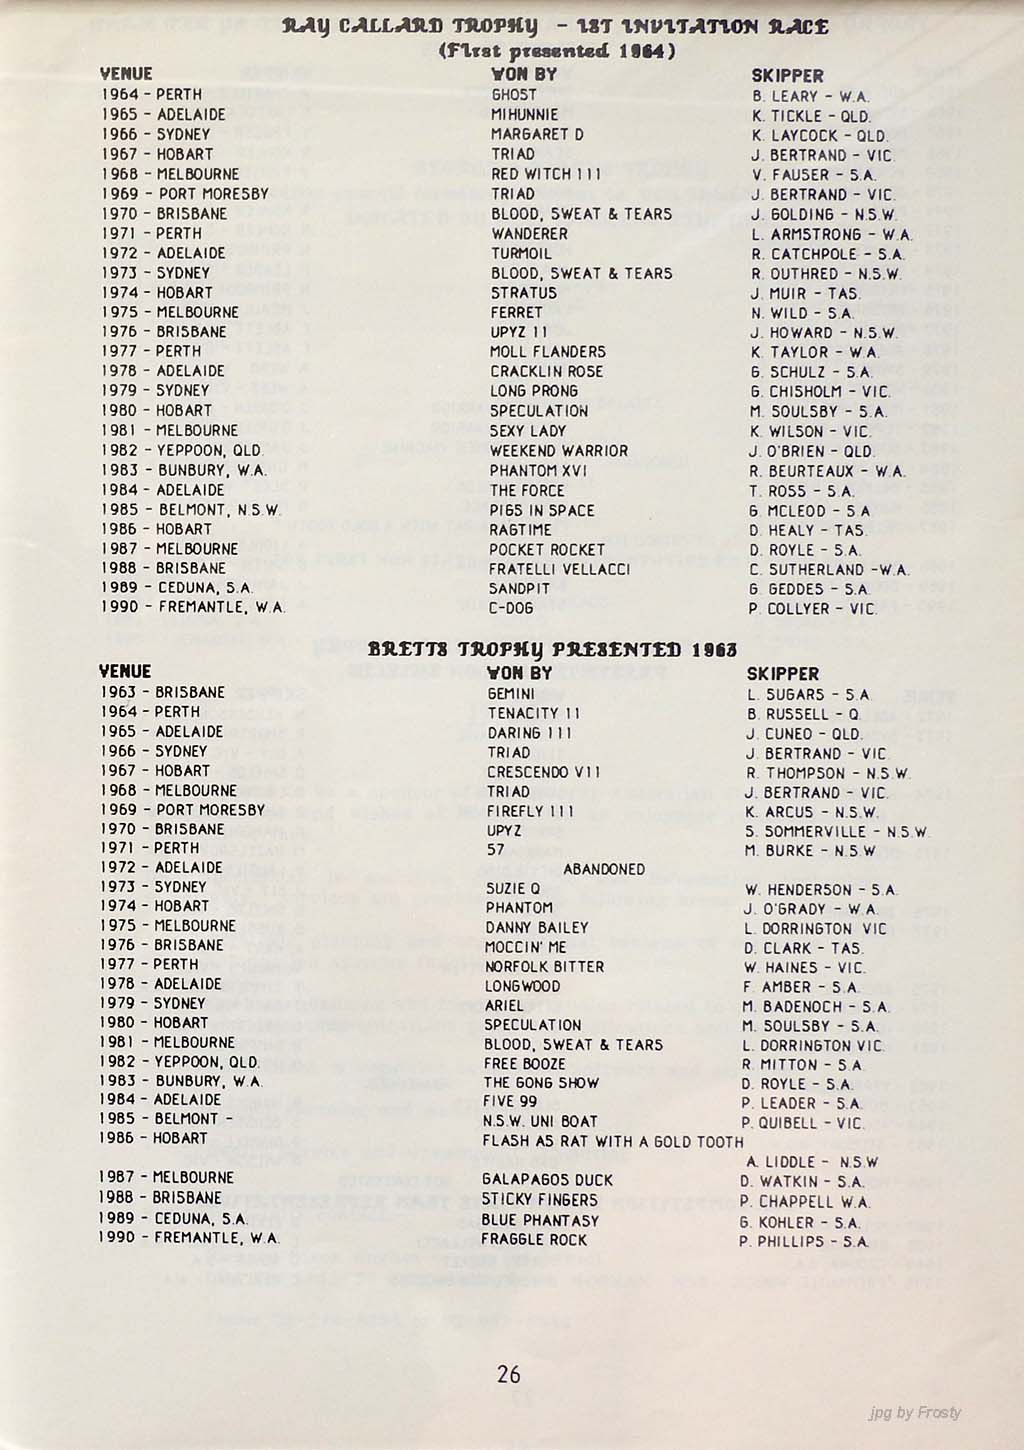 RAY CALLARD TROPHY - 1ST INVITATION RACE
(First presented 1964)
VENUE WON BY SKIPPER
1964 - PERTH GHOST B. LEARY - W.A.
1965 - ADELAIDE MIHUNNIE K. TICKLE - QLD.
1966 - SYDNEY MARGARET D K. LAYCOCK - QLD.
1967 - HOBART TRIAD J. BERTRAND - VIC.
1968 - MELBOURNE RED WITCH 111 V. FAUSER - S.A.
1969 - PORT MORESBY TRIAD J. BERTRAND - VIC.
1970 - BRISBANE BLOOD, SWEAT & TEARS J. GOLDING - N.S.W.
1971 - PERTH WANDERER L. ARMSTRONG - W.A.
1972 - ADELAIDE TURMOIL R. CATCHPOLE - S.A.
1973 - SYDNEY BLOOD, SWEAT & TEARS R. OUTHRED - N.S.W.
1974 - HOBART STRATUS J. MUIR - TAS.
1975 - MELBOURNE FERRET N. WILD - S.A.
1976 - BRISBANE UPYZ 11 J. HOWARD - N.S.W.
1977 - PERTH MOLL FLANDERS K. TAYLOR - W.A.
1978 - ADELAIDE CRACKLIN ROSE G. SCHULZ - S.A.
1979 - SYDNEY LONG PRONG G. CHISHOLM - VIC.
1980 - HOBART SPECULATION M. SOULSBY - S.A.
1981 - MELBOURNE SEXY LADY K. WILSON - VIC.
1982 - YEPPOON, QLD. WEEKEND WARRIOR J. O'BRIEN - QLD.
1983 - BUNBURY, W.A. PHANTOM XVI R. BEURTEAUX - W.A.
1984 - ADELAIDE THE FORCE T. ROSS - S.A.
1985 - BELMONT, N.S.W. PIGS IN SPACE G. MCLEOD - S.A.
1986 - HOBART RAGTIME D. HEALY - TAS.
1987 - MELBOURNE POCKET ROCKET D. ROYLE - S.A.
1988 - BRISBANE FRATELLI VELLACCI C. SUTHERLAND -W.A.
1989 - CEDUNA, S.A. SANDPIT G. GEDDES - S.A.
1990 - FREMANTLE, W.A. C-DOG P. COLLYER - VIC.
BRETTS TROPHY PRESENTED 1963
VENUE WON BY SKIPPER
1963 - BRISBANE GEMINI L. SUGARS - S.A.
1964 - PERTH TENACITY 11 B. RUSSELL - Q.
1965 - ADELAIDE DARING 111 J. CUNEO - QLD.
1966 - SYDNEY TRIAD J. BERTRAND - VIC.
1967 - HOBART CRESCENDO V11 R. THOMPSON - N.S.W.
1968 - MELBOURNE TRIAD J. BERTRAND - VIC.
1969 - PORT MORESBY FIREFLY 111 K. ARCUS - N.S.W.
1970 - BRISBANE UPYZ S. SOMMERVILLE - N.S.W.
1971 - PERTH 57 M. BURKE - N.S.W
1972 - ADELAIDE ABANDONED
1973 - SYDNEY SUZIE Q W. HENDERSON - S.A.
1974 - HOBART PHANTOM J. O'GRADY - W.A.
1975 - MELBOURNE DANNY BAILEY L. DORRINGTON VIC
1976 - BRISBANE MOCCIN' ME D. CLARK - TAS.
1977 - PERTH NORFOLK BITTER W. HAINES - VIC.
1978 - ADELAIDE LONGWOOD F. AMBER - S.A.
1979 - SYDNEY ARIEL M. BADENOCH - S.A.
1980 - HOBART SPECULATION M. SOULSBY - S.A.
1981 - MELBOURNE BLOOD, SWEAT & TEARS L. DORRINGTON VIC.
1982 - YEPPOON, QLD. FREE BOOZE R. MITTON - S.A.
1983 - BUNBURY, W.A. THE GONG SHOW D. ROYLE - S.A.
1984 - ADELAIDE FIVE 99 P. LEADER - S.A.
1985 - BELMONT - N.S.W. UNI BOAT P. QUIBELL - VIC.
1986 - HOBART FLASH AS RAT WITH A GOLD TOOTH
A. LIDDLE - N.S.W
1987 - MELBOURNE GALAPAGOS DUCK D. WATKIN - S.A.
1988 - BRISBANE STICKY FINGERS P. CHAPPELL W.A.
1989 - CEDUNA, S.A. BLUE PHANTASY G. KOHLER - S.A.
1990 - FREMANTLE, W.A. FRAGGLE ROCK P. PHILLIPS - S.A.
26
jpg by Frosty